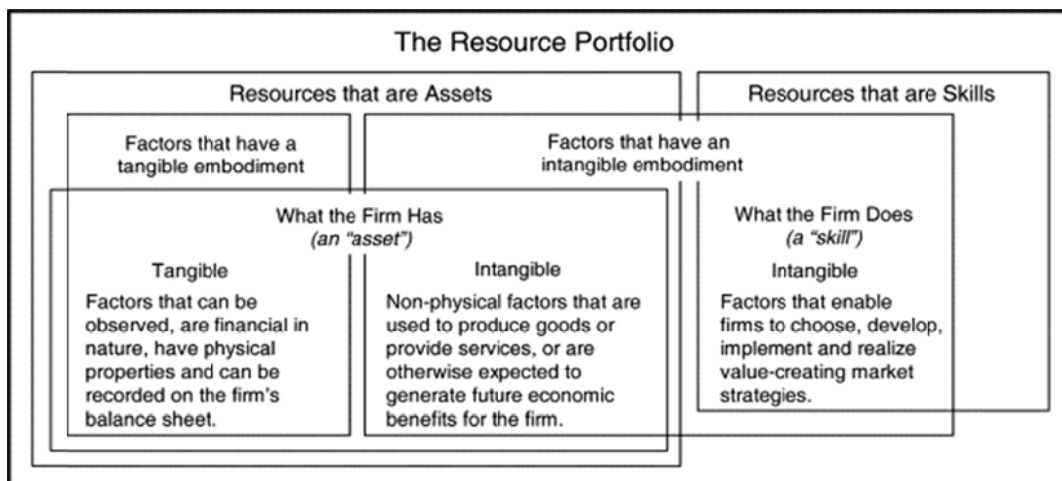 The Resource Portfolio
Resources that are Assets
Resources that are Skills
Factors that have a
tangible embodiment
Factors that have an
intangible embodiment
What the Firm Has
(an "asset")
What the Firm Does
(a "skill")
Tangible
Factors that can be
observed, are financial in
nature, have physical
properties and can be
recorded on the firm's
balance sheet.
Intangible
Non-physical factors that are
used to produce goods or
provide services, or are
otherwise expected to
generate future economic
benefits for the firm.
Intangible
Factors that enable
firms to choose, develop,
implement and realize
value-creating market
strategies.